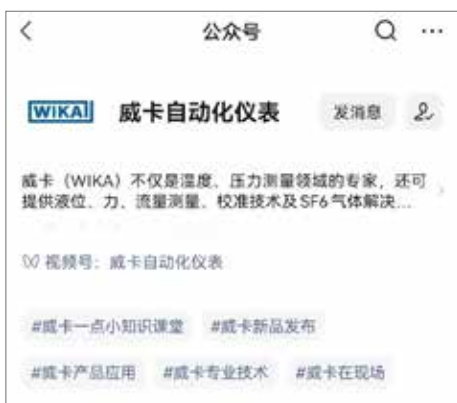 公众号
WIKA 威卡自动化仪表 发消息
威卡（WIKA）不仅是温度、压力测量领域的专家，还可
提供液位、力、流量测量、校准技术及SF6气体解决...
视频号：威卡自动化仪表
#威卡一点小知识课堂 #威卡新品发布
#威卡产品应用 #威卡专业技术 #威卡在现场